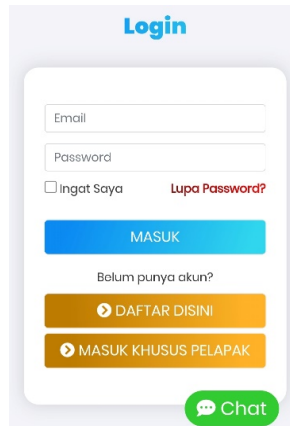 Login
Email
Password
Ingat Saya
Lupa Password?
MASUK
Belum punya akun?
DAFTAR DISINI
MASUK KHUSUS PELAPAK
Chat